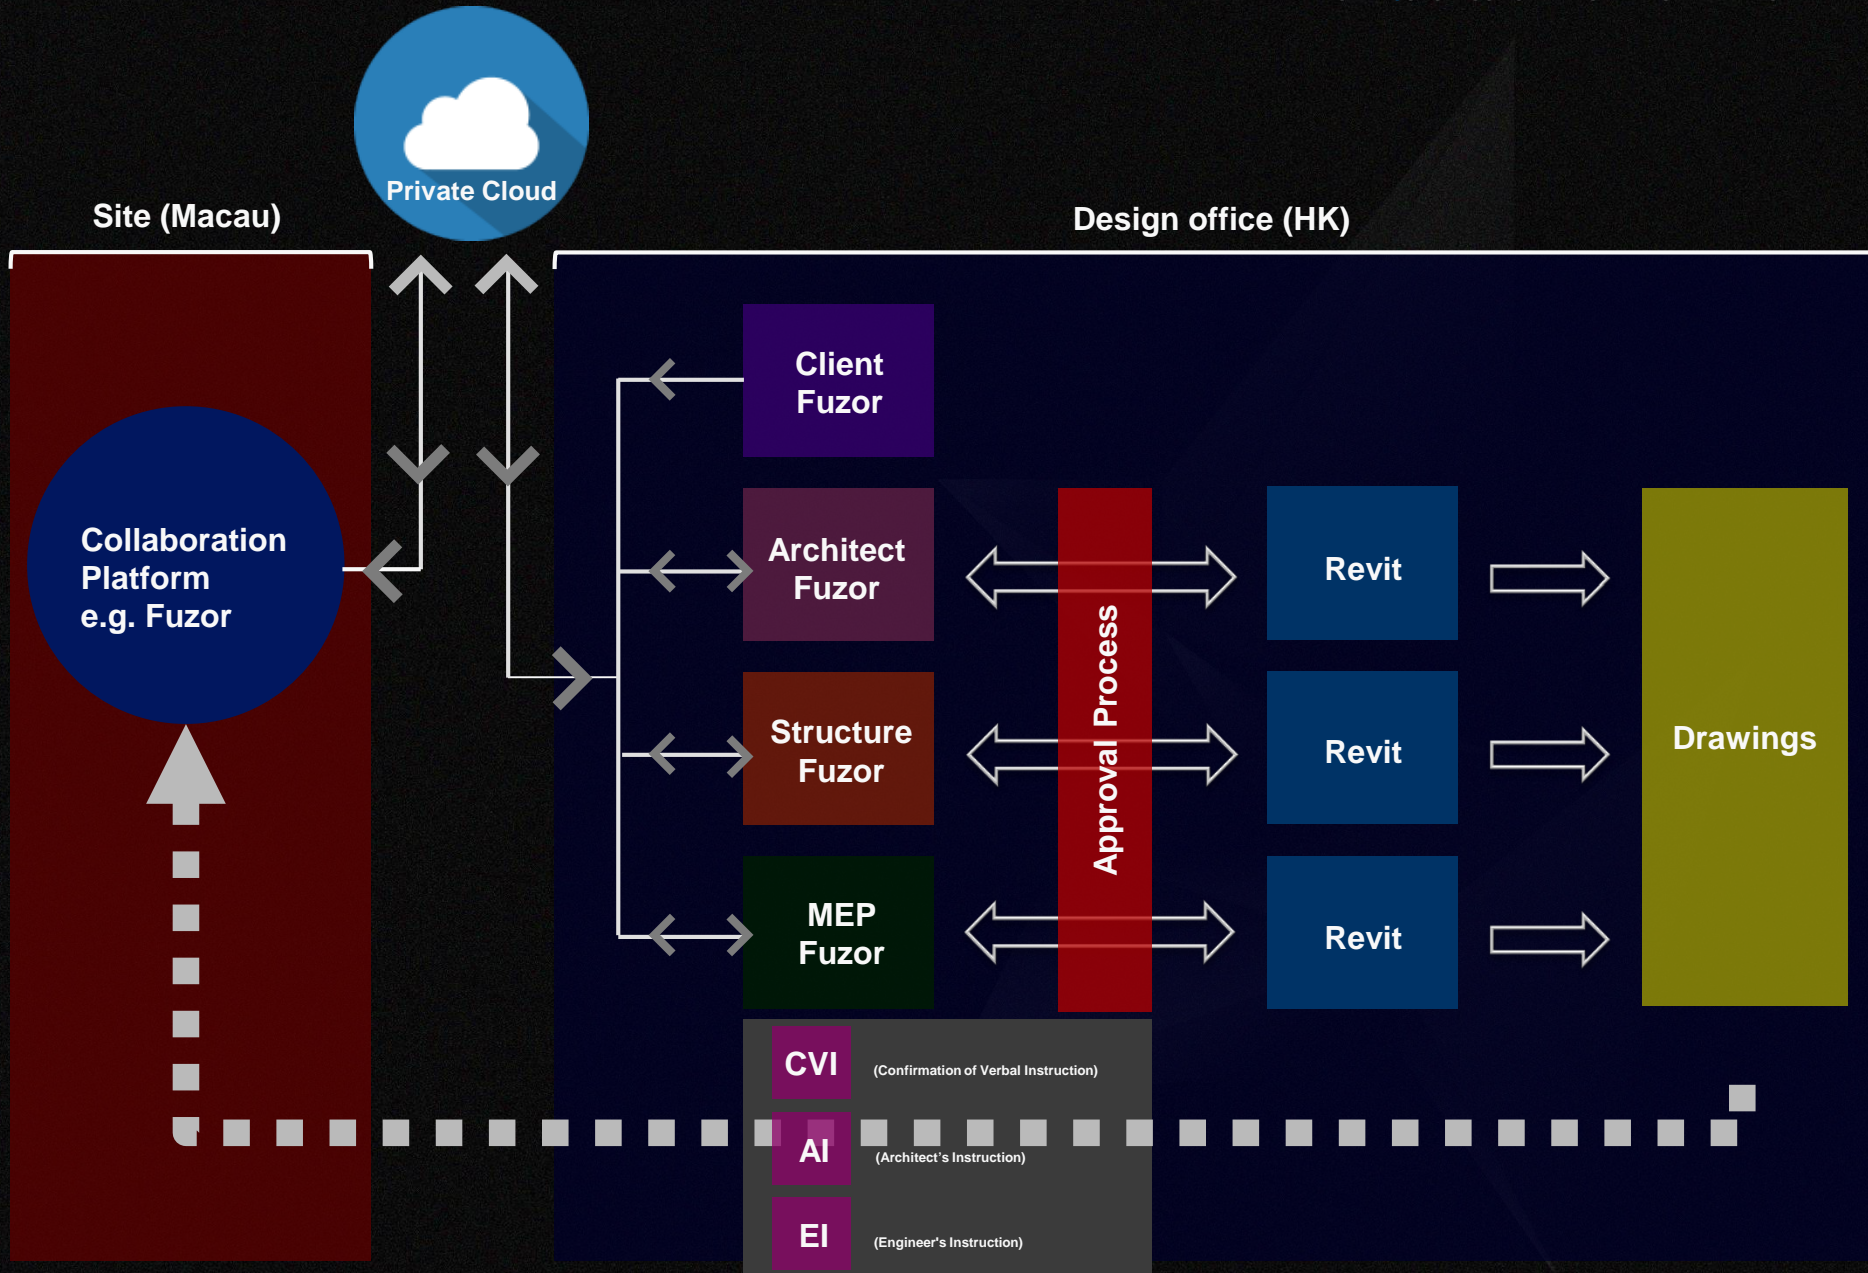 Private Cloud
Site (Macau)
Design office (HK)
Client
Fuzor
Collaboration
Platform
e.g. Fuzor
Architect
Fuzor
Structure
Fuzor
MEP
Fuzor
Approval Process
Revit
Revit
Revit
Drawings
CVI
(Confirmation of Verbal Instruction)
AI
(Architect’s Instruction)
EI
(Engineer's Instruction)